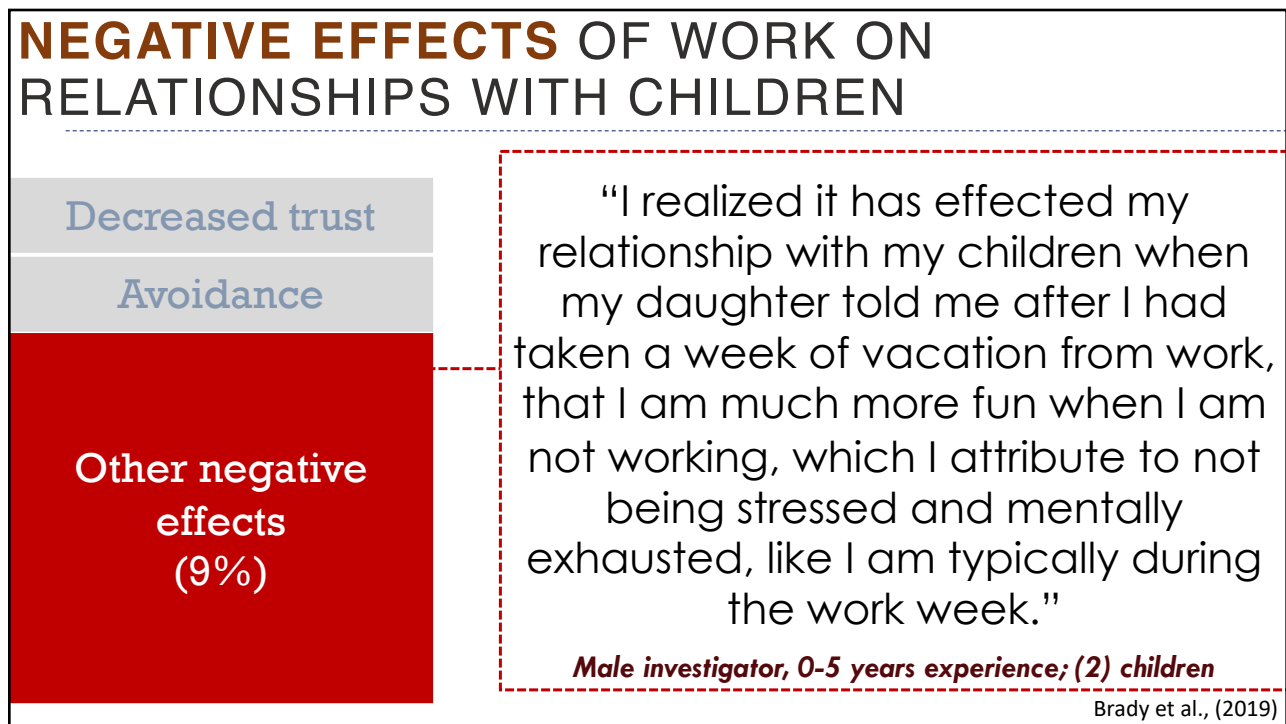 NEGATIVE EFFECTS OF WORK ON
RELATIONSHIPS WITH CHILDREN
Decreased trust
Avoidance
Other negative
effects
(9%)
“I realized it has effected my
relationship with my children when
my daughter told me after I had
taken a week of vacation from work,
that I am much more fun when I am
not working, which I attribute to not
being stressed and mentally
exhausted, like I am typically during
the work week.”
Male investigator, 0-5 years experience; (2) children
Brady et al., (2019)